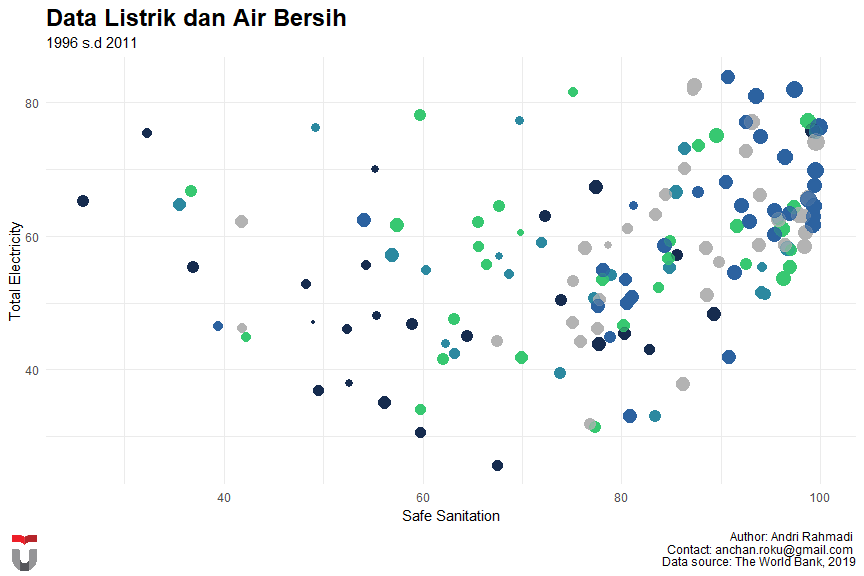 Data Listrik dan Air Bersih
1996 s.d 2011
80
60
40
Total Electricity
40 60 80 100
Safe Sanitation
Author: Andri Rahmadi
Contact: anchan.roku@gmail.com
Data source: The World Bank, 2019